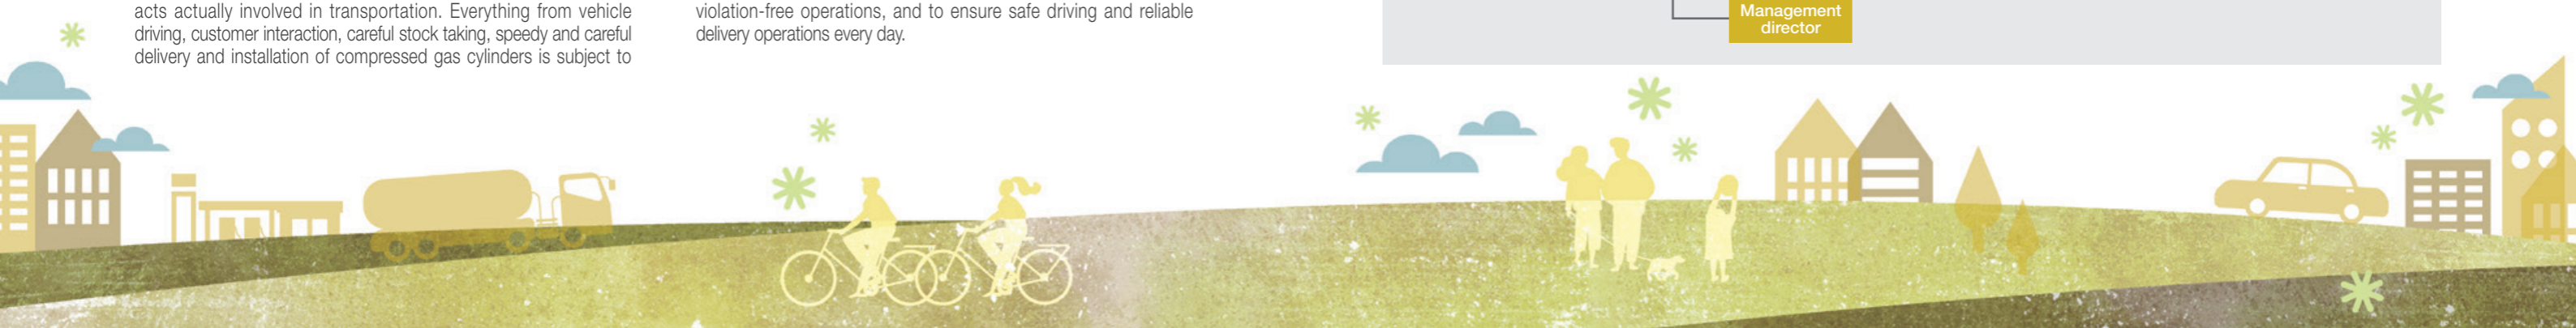 acts actually involved in transportation. Everything from vehicle
driving, customer interaction, careful stock taking, speedy and careful
delivery and installation of compressed gas cylinders is subject to
violation-free operations, and to ensure safe driving and reliable
delivery operations every day.
Management
director